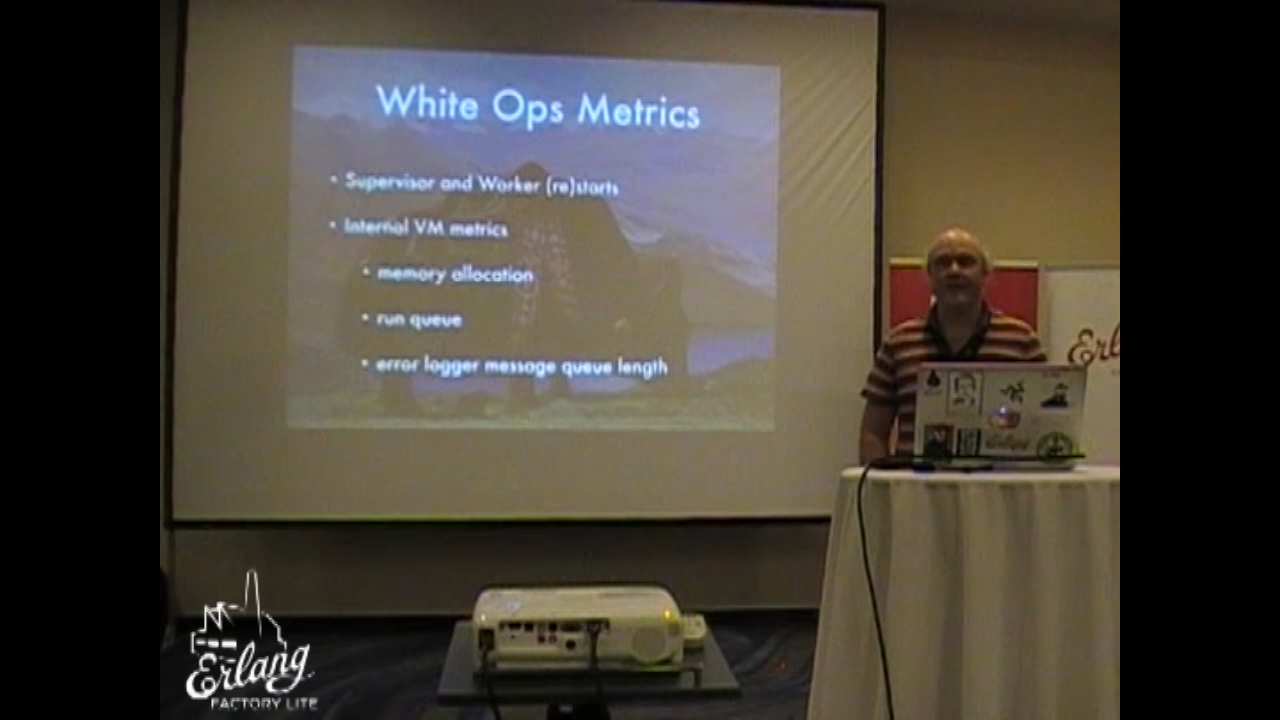 White Ops Metrics
• Supervisor and Worker (re)starts
• Internal VM metrics
• memory allocation
• run queue
• error logger message queue length
Erl
Erlang
FACTORY LITE